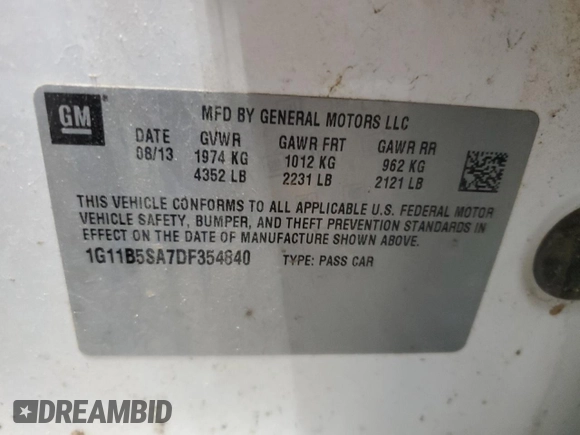 GM
MFD BY GENERAL MOTORS LLC
DATE GVWR GAWR FRT GAWR RR
08/13 1974 KG 1012 KG 962 KG
4352 LB 2231 LB 2121 LB
THIS VEHICLE CONFORMS TO ALL APPLICABLE U.S. FEDERAL MOTOR
VEHICLE SAFETY, BUMPER, AND THEFT PREVENTION STANDARDS IN
EFFECT ON THE DATE OF MANUFACTURE SHOWN ABOVE.
1G11B5SA7DF354840 TYPE: PASS CAR
DREAMBID